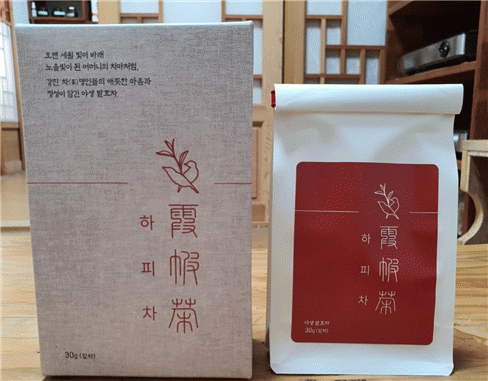 오랜 세월 빛이 바래
노을빛이 된 어머니의 치마처럼,
강진 차(茶)명인들의 애틋한 마음과
정성이 담긴 야생 발효차
霞帔茶
하피차
30g (잎차)
霞帔茶
하피차
야생 발효차
30g (잎차)